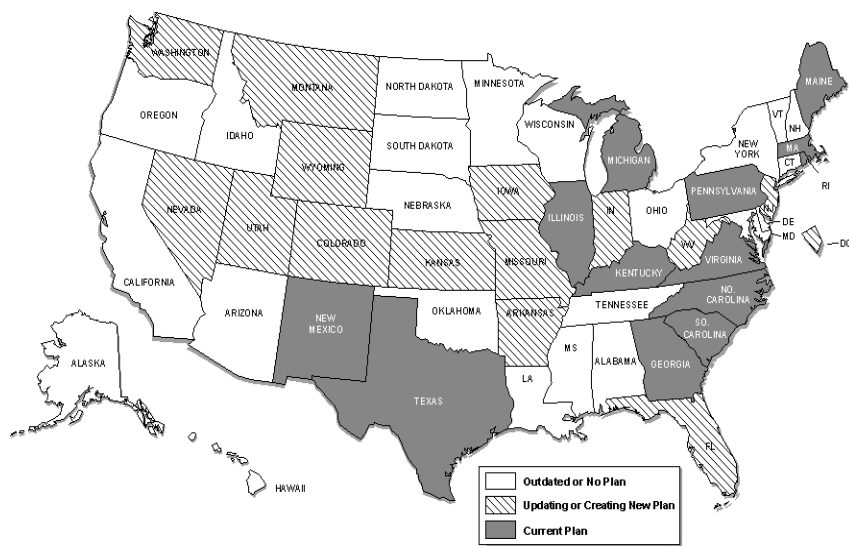 WASHINGTON
MONTANA
NORTH DAKOTA
MINNESOTA
MAINE
OREGON
IDAHO
SOUTH DAKOTA
WISCONSIN
VT
NH
NEW
YORK
MA
CT
RI
WYOMING
MICHIGAN
NEBRASKA
IOWA
PENNSYLVANIA
NJ
NEVADA
UTAH
ILLINOIS
IN
OHIO
DE
MD
DC
COLORADO
KANSAS
MISSOURI
WV
VIRGINIA
KENTUCKY
CALIFORNIA
ARIZONA
NEW
MEXICO
OKLAHOMA
ARKANSAS
TENNESSEE
NO.
CAROLINA
SO.
CAROLINA
MS
ALABAMA
GEORGIA
ALASKA
TEXAS
LA
FL
HAWAII
Outdated or No Plan
Updating or Creating New Plan
Current Plan